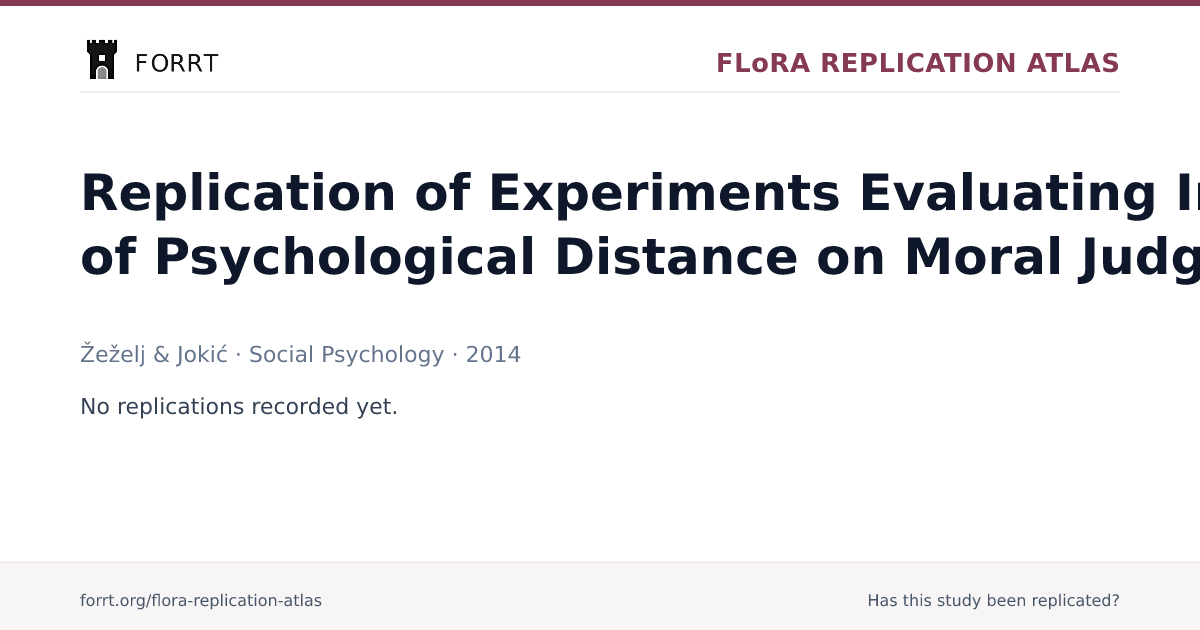 FORRT
FLoRA REPLICATION ATLAS
Replication of Experiments Evaluating
of Psychological Distance on Moral
Žeželj & Jokić · Social Psychology · 2014
No replications recorded yet.
forrt.org/flora-replication-atlas
Has this study been replicated?